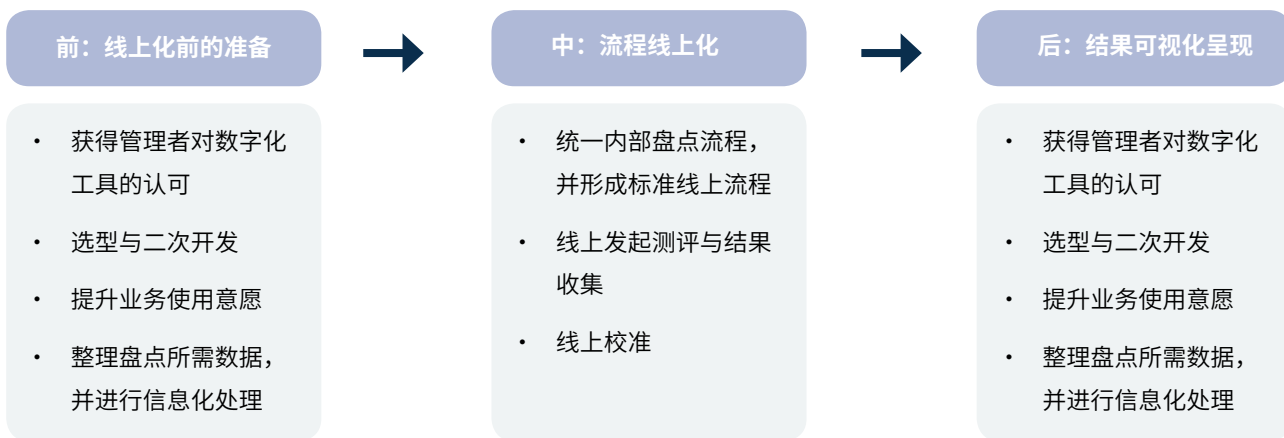 前：线上化前的准备
• 获得管理者对数字化
工具的认可
• 选型与二次开发
• 提升业务使用意愿
• 整理盘点所需数据，
并进行信息化处理
中：流程线上化
• 统一内部盘点流程，
并形成标准线上流程
• 线上发起测评与结果
收集
• 线上校准
后：结果可视化呈现
• 获得管理者对数字化
工具的认可
• 选型与二次开发
• 提升业务使用意愿
• 整理盘点所需数据，
并进行信息化处理